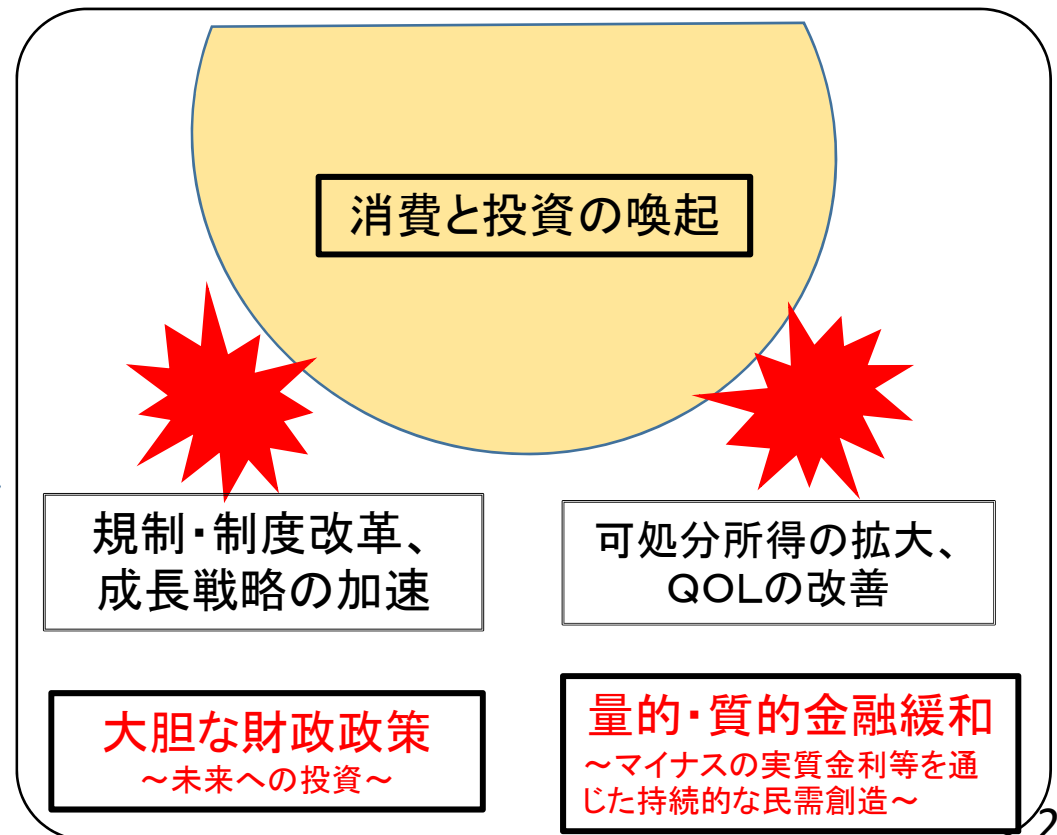 消費と投資の喚起
規制・制度改革、
成長戦略の加速
可処分所得の拡大、
QOLの改善
大胆な財政政策
～未来への投資～
量的・質的金融緩和
～マイナスの実質金利等を通
じた持続的な民需創造～
2